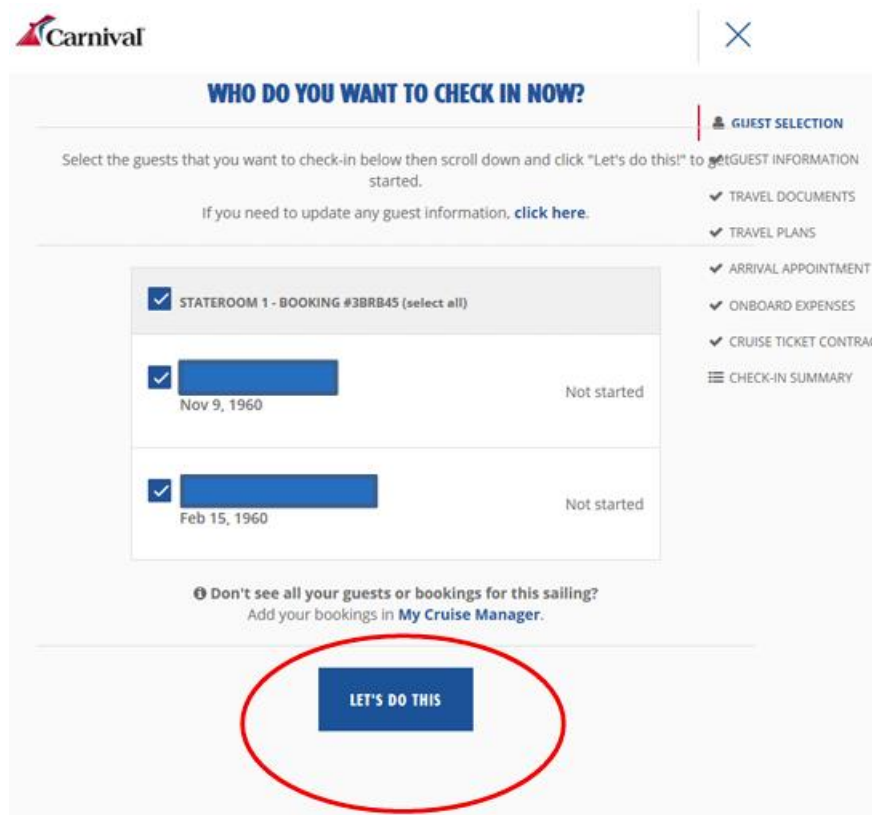 Carnival
WHO DO YOU WANT TO CHECK IN NOW?
Select the guests that you want to check-in below then scroll down and click "Let's do this!" to get
started.
If you need to update any guest information, click here.
STATEROOM 1 - BOOKING #3BRB45 (select all)
Nov 9, 1960
Not started
Feb 15, 1960
Not started
Don't see all your guests or bookings for this sailing?
Add your bookings in My Cruise Manager.
LET'S DO THIS
GUEST SELECTION
GUEST INFORMATION
TRAVEL DOCUMENTS
TRAVEL PLANS
ARRIVAL APPOINTMENT
ONBOARD EXPENSES
CRUISE TICKET CONTRAC
CHECK-IN SUMMARY